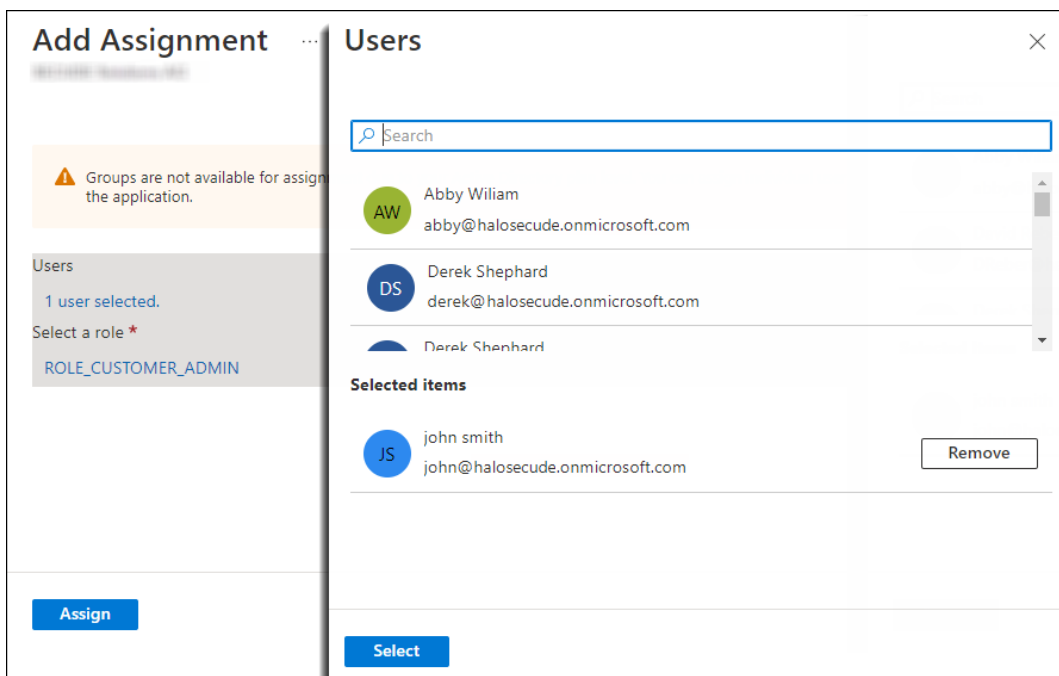 Add Assignment ...
Groups are not available for assign
the application.
Users
1 user selected.
Select a role *
ROLE_CUSTOMER_ADMIN
Assign
Users
Search
AW
Abby Wiliam
abby@halosecude.onmicrosoft.com
DS
Derek Shephard
derek@halosecude.onmicrosoft.com
Derek Shephard
Selected items
JS
john smith
john@halosecude.onmicrosoft.com
Remove
Select